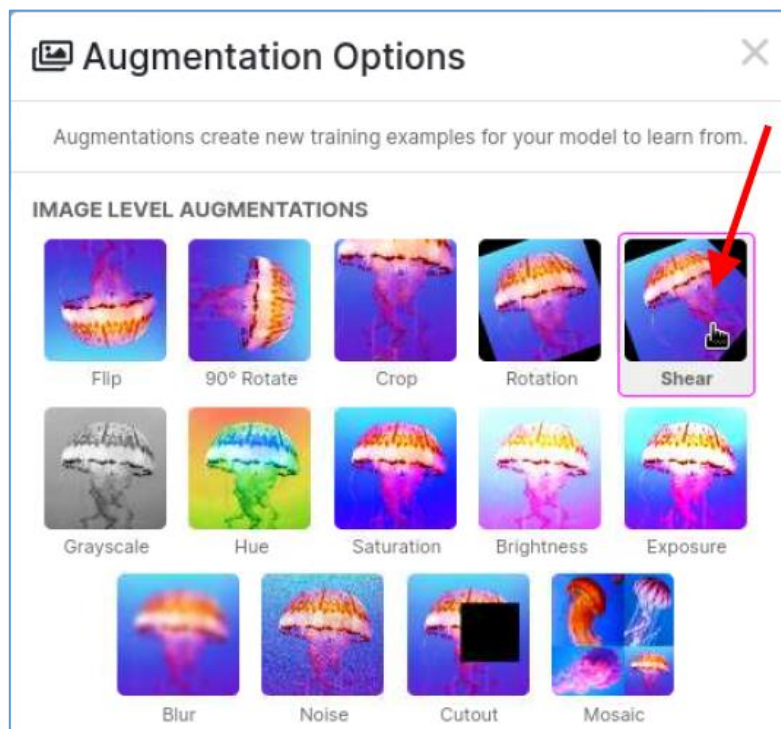 Augmentation Options
Augmentations create new training examples for your model to learn from.
IMAGE LEVEL AUGMENTATIONS
Flip 90° Rotate Crop Rotation Shear
Grayscale Hue Saturation Brightness Exposure
Blur Noise Cutout Mosaic